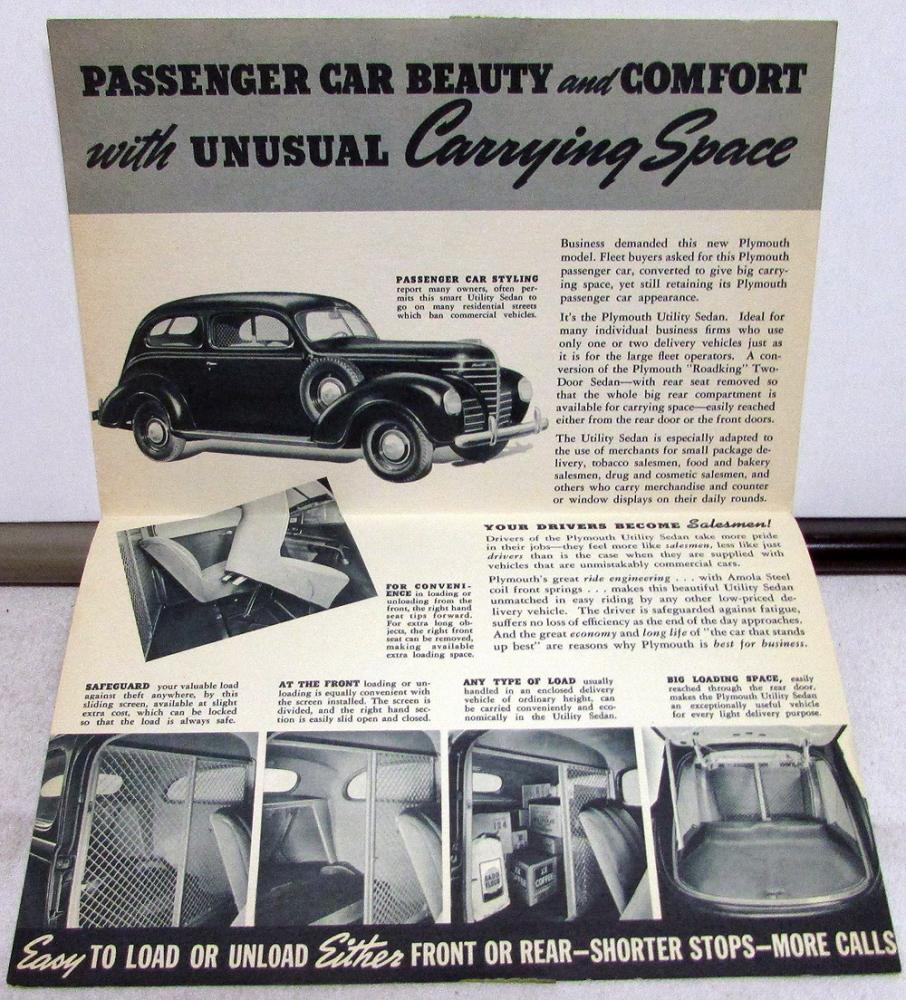 PASSENGER CAR BEAUTY and COMFORT
with UNUSUAL Carrying Space
PASSENGER CAR STYLING
report many owners, often per-
mits this smart Utility Sedan to
go on many residential streets
which ban commercial vehicles.
Business demanded this new Plymouth
model. Fleet buyers asked for this Plymouth
passenger car, converted to give big carry-
ing space, yet still retaining its Plymouth
passenger car appearance.
It's the Plymouth Utility Sedan. Ideal for
many individual business firms who use
only one or two delivery vehicles just as
it is for the large fleet operators. A con-
version of the Plymouth "Roadking" Two-
Door Sedan—with rear seat removed so
that the whole big rear compartment is
available for carrying space—easily reached
either from the rear door or the front doors.
The Utility Sedan is especially adapted to
the use of merchants for small package de-
livery, tobacco salesmen, food and bakery
salesmen, drug and cosmetic salesmen, and
others who carry merchandise and counter
or window displays on their daily rounds.
FOR CONVENI-
ENCE in loading or
unloading from the
front, the right hand
seat tips forward.
For extra long ob-
jects, the right front
seat can be removed,
making available
extra loading space.
YOUR DRIVERS BECOME Salesmen!
Drivers of the Plymouth Utility Sedan take more pride
in their jobs—they feel more like salesmen, less like just
drivers than is the case when they are supplied with
vehicles that are unmistakably commercial cars.
Plymouth's great ride engineering . . . with Amola Steel
coil front springs . . . makes this beautiful Utility Sedan
unmatched in easy riding by any other low-priced de-
livery vehicle. The driver is safeguarded against fatigue,
suffers no loss of efficiency as the end of the day approaches.
And the great economy and long life of "the car that stands
up best" are reasons why Plymouth is best for business.
SAFEGUARD your valuable load
against theft anywhere, by this
sliding screen, available at slight
extra cost, which can be locked
so that the load is always safe.
AT THE FRONT loading or un-
loading is equally convenient with
the screen installed. The screen is
divided, and the right hand sec-
tion is easily slid open and closed.
ANY TYPE OF LOAD usually
handled in an enclosed delivery
vehicle of ordinary height, can
be carried conveniently and eco-
nomically in the Utility Sedan.
BIG LOADING SPACE, easily
reached through the rear door,
makes the Plymouth Utility Sedan
an exceptionally useful vehicle
for every light delivery purpose.
FLOUR
COFFEE
Easy TO LOAD OR UNLOAD Either FRONT OR REAR—SHORTER STOPS—MORE CALLS